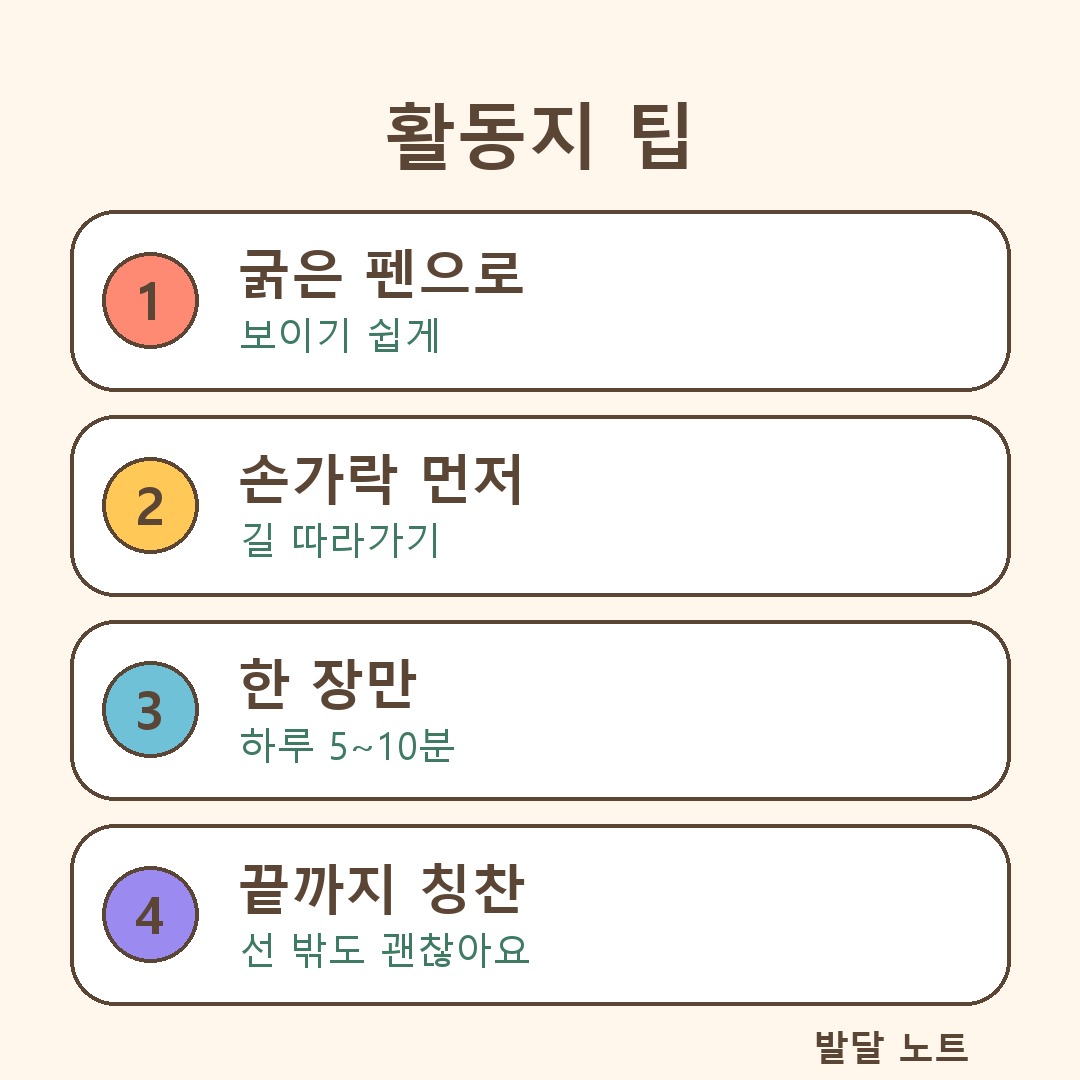 활동지 팁
1
굵은 펜으로
보이기 쉽게
2
손가락 먼저
길 따라가기
3
한 장만
하루 5~10분
4
끝까지 칭찬
선 밖도 괜찮아요
발달 노트